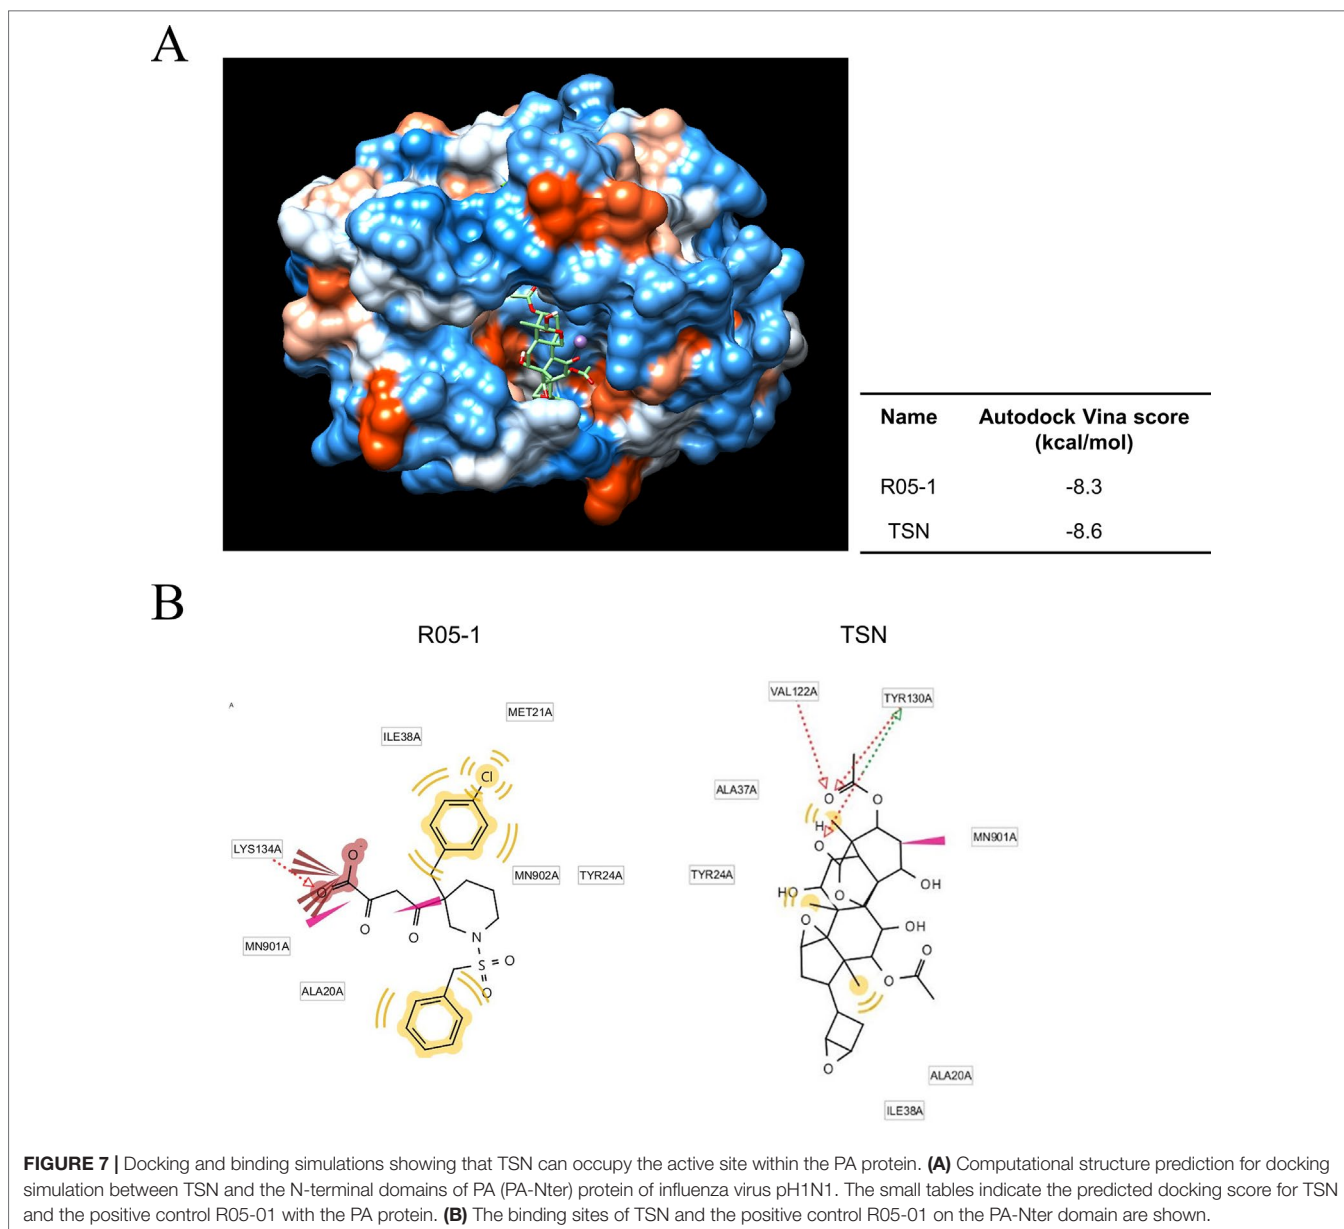 A
Name Autodock Vina score
(kcal/mol)
R05-1 -8.3
TSN -8.6
B
R05-1 TSN
A
MET21A
ILE38A
Cl
LYS134A
O-
O
O
O
MN902A TYR24A
MN901A
N
S
O
O
ALA20A
VAL122A
TYR130A
ALA37A
O
O
H
MN901A
O
TYR24A
HO
O
OH
O
OH
O
O
O
ALA20A
ILE38A
FIGURE 7 | Docking and binding simulations showing that TSN can occupy the active site within the PA protein. (A) Computational structure prediction for docking
simulation between TSN and the N-terminal domains of PA (PA-Nter) protein of influenza virus pH1N1. The small tables indicate the predicted docking score for TSN
and the positive control R05-01 with the PA protein. (B) The binding sites of TSN and the positive control R05-01 on the PA-Nter domain are shown.